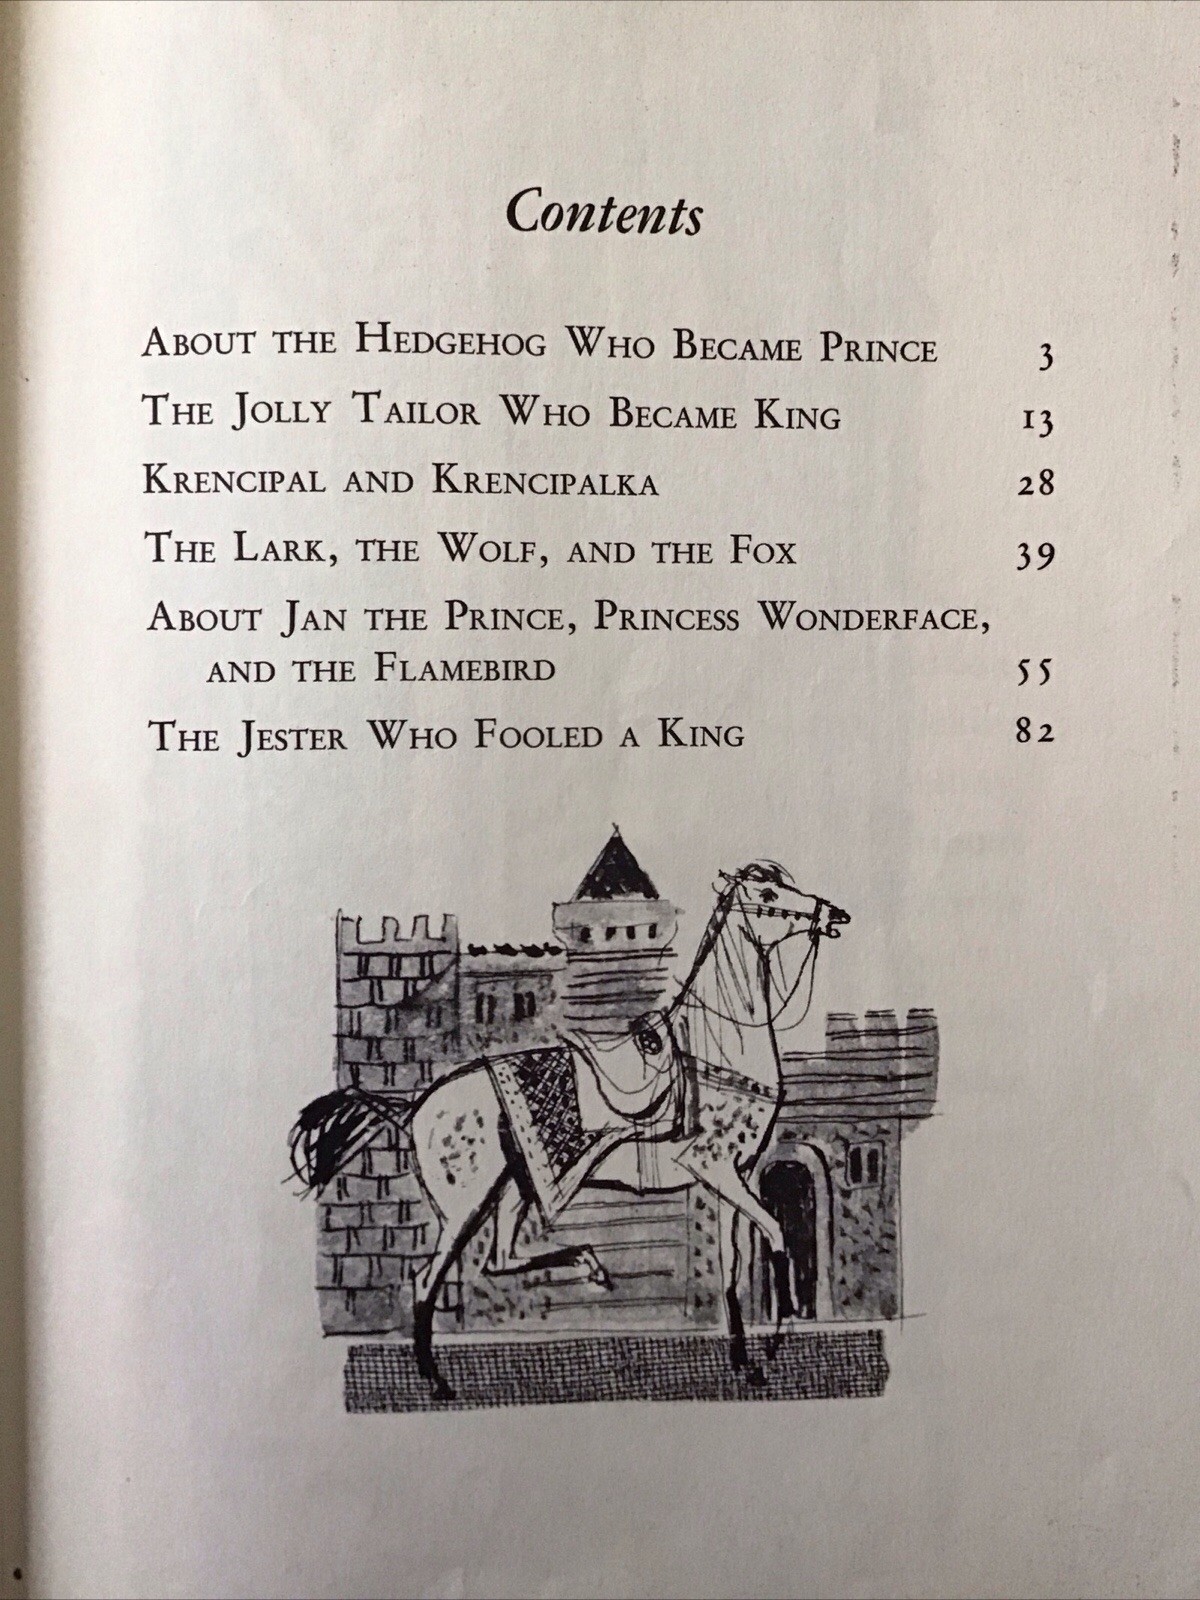 Contents
About the Hedgehog Who Became Prince 3
The Jolly Tailor Who Became King 13
Krencipal and Krencipalka 28
The Lark, the Wolf, and the Fox 39
About Jan the Prince, Princess Wonderface,
and the Flamebird 55
The Jester Who Fooled a King 82